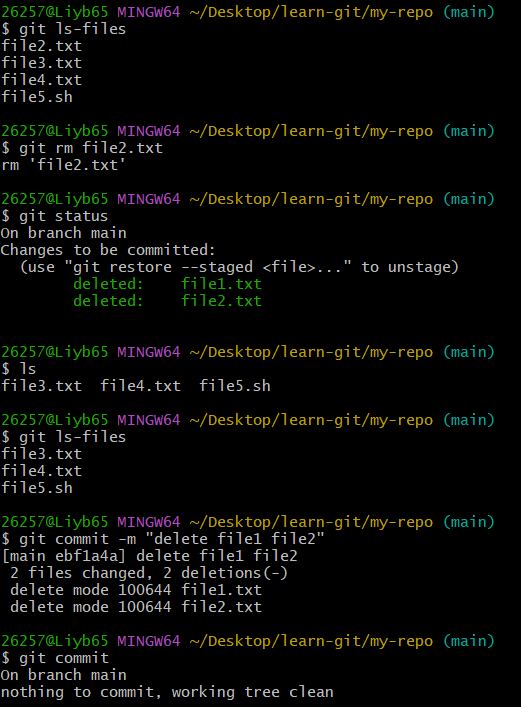 26257@Liyb65 MINGW64 ~/Desktop/learn-git/my-repo (main)
$ git ls-files
file2.txt
file3.txt
file4.txt
file5.sh
26257@Liyb65 MINGW64 ~/Desktop/learn-git/my-repo (main)
$ git rm file2.txt
rm 'file2.txt'
26257@Liyb65 MINGW64 ~/Desktop/learn-git/my-repo (main)
$ git status
On branch main
Changes to be committed:
  (use "git restore --staged <file>..." to unstage)
        deleted:    file1.txt
        deleted:    file2.txt
26257@Liyb65 MINGW64 ~/Desktop/learn-git/my-repo (main)
$ ls
file3.txt  file4.txt  file5.sh
26257@Liyb65 MINGW64 ~/Desktop/learn-git/my-repo (main)
$ git ls-files
file3.txt
file4.txt
file5.sh
26257@Liyb65 MINGW64 ~/Desktop/learn-git/my-repo (main)
$ git commit -m "delete file1 file2"
[main ebf1a4a] delete file1 file2
 2 files changed, 2 deletions(-)
 delete mode 100644 file1.txt
 delete mode 100644 file2.txt
26257@Liyb65 MINGW64 ~/Desktop/learn-git/my-repo (main)
$ git commit
On branch main
nothing to commit, working tree clean